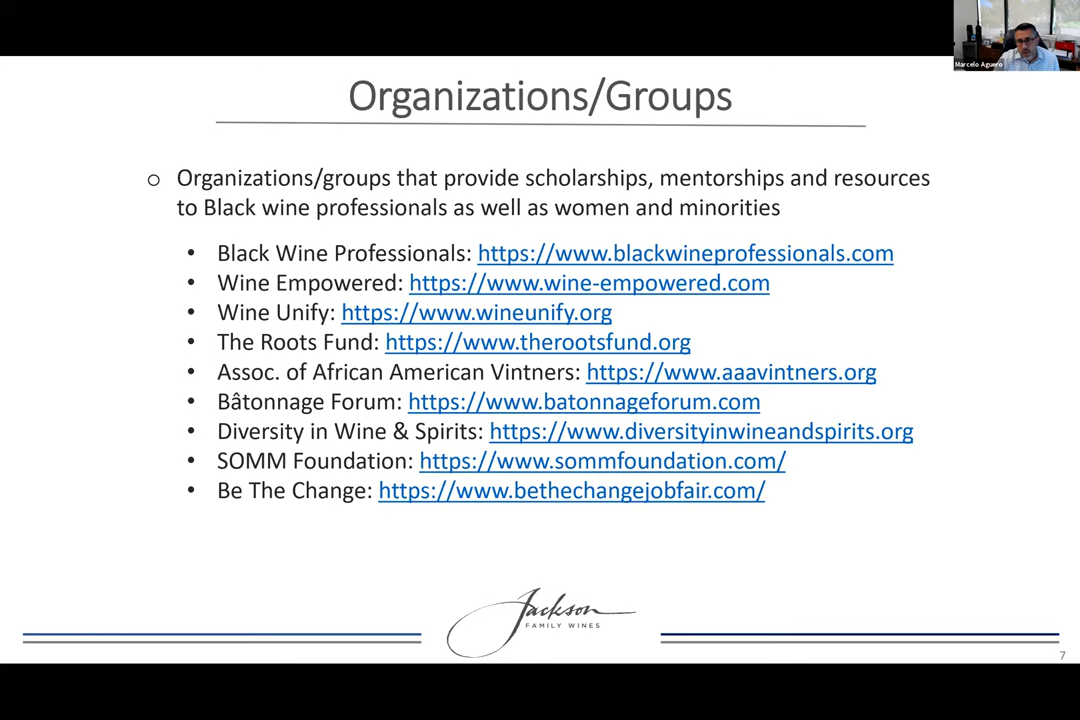 Marcelo Aguero
Organizations/Groups
o Organizations/groups that provide scholarships, mentorships and resources
to Black wine professionals as well as women and minorities
• Black Wine Professionals: https://www.blackwineprofessionals.com
• Wine Empowered: https://www.wine-empowered.com
• Wine Unify: https://www.wineunify.org
• The Roots Fund: https://www.therootsfund.org
• Assoc. of African American Vintners: https://www.aaavintners.org
• Bâtonnage Forum: https://www.batonnageforum.com
• Diversity in Wine & Spirits: https://www.diversityinwineandspirits.org
• SOMM Foundation: https://www.sommfoundation.com/
• Be The Change: https://www.bethechangejobfair.com/
Jackson
FAMILY WINES
7